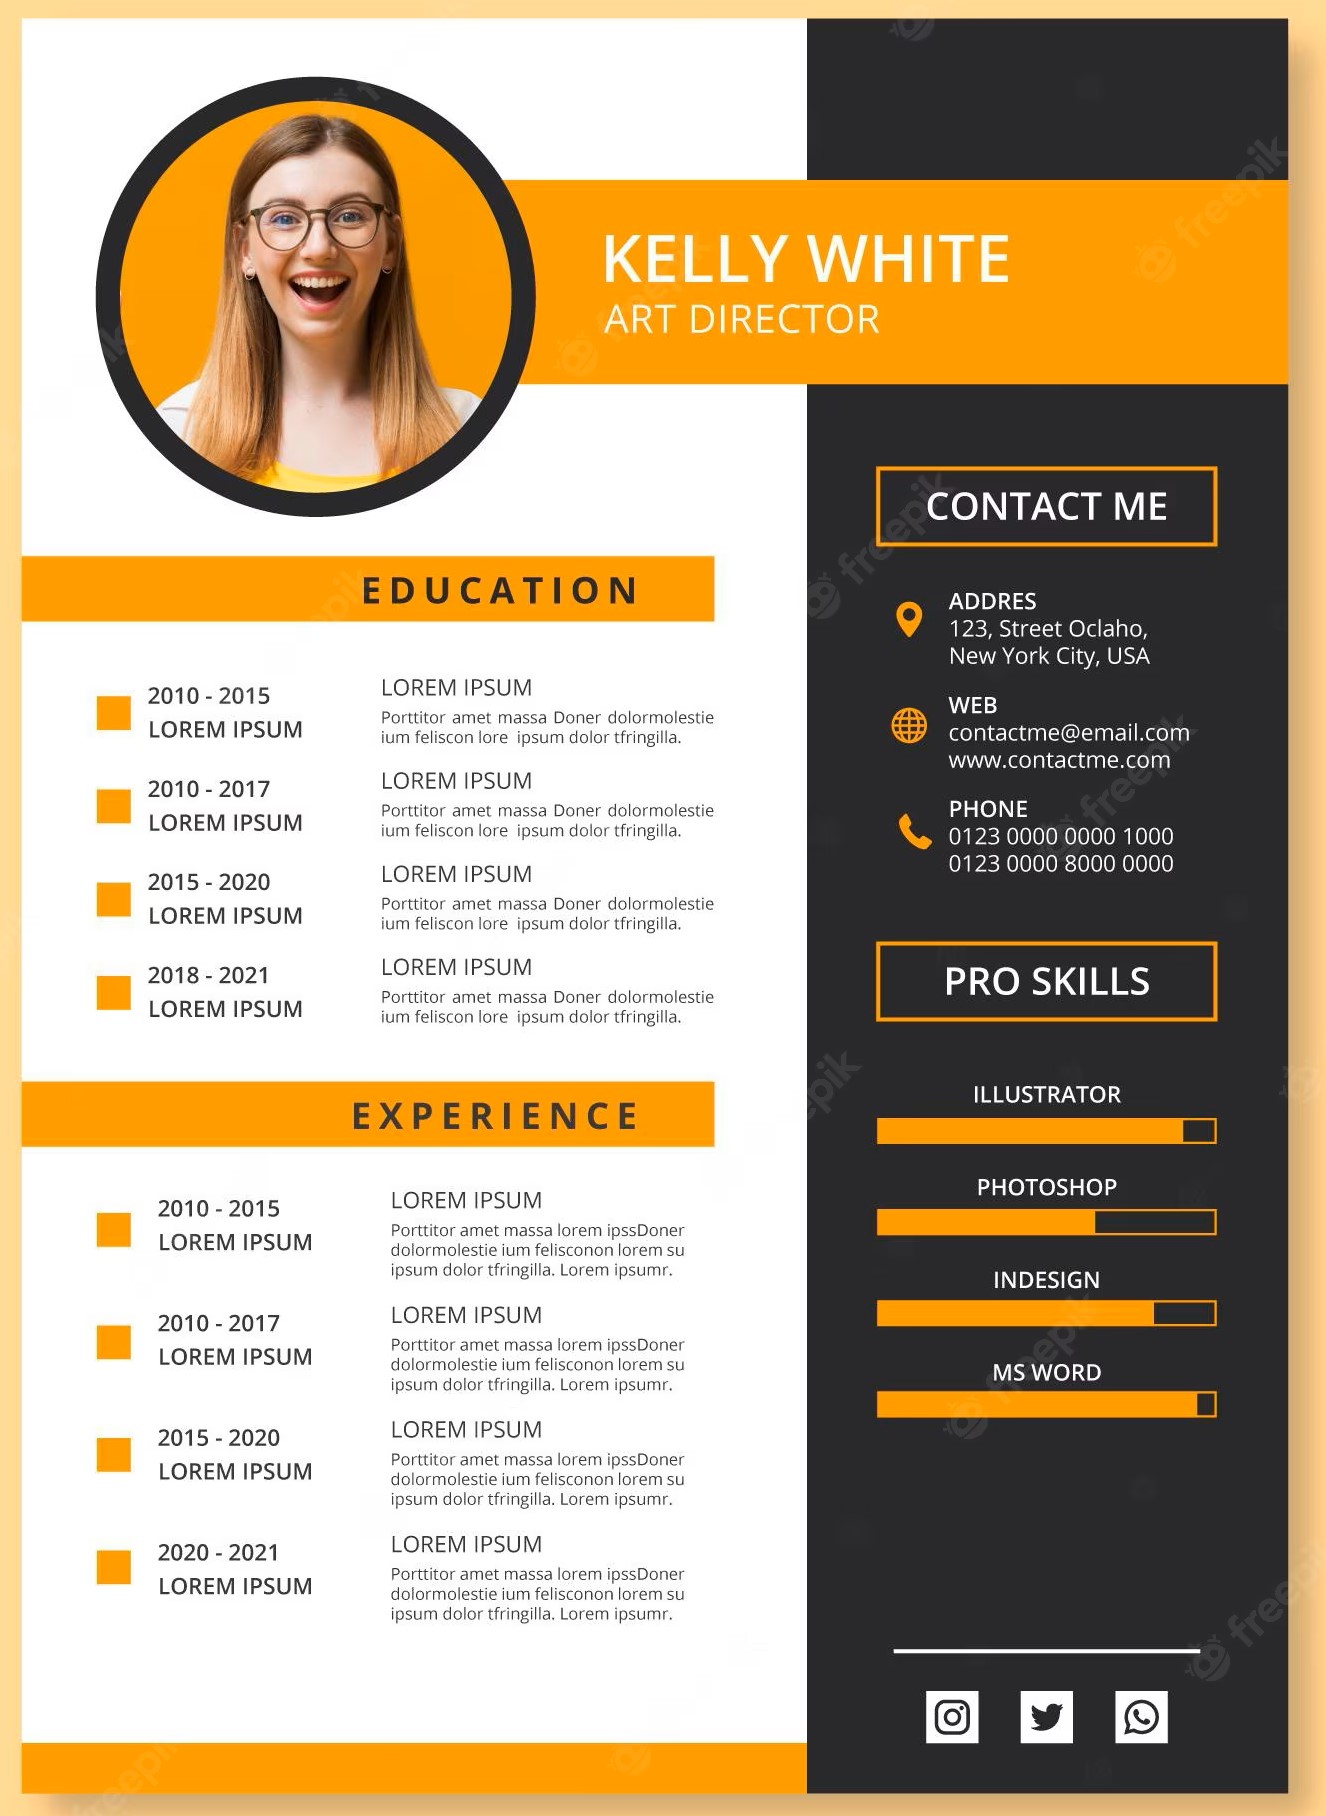 KELLY WHITE
ART DIRECTOR
EDUCATION
2010 - 2015
LOREM IPSUM
LOREM IPSUM
Porttitor amet massa Doner dolormolestie
ium feliscon lore ipsum dolor tfringilla.
2010 - 2017
LOREM IPSUM
LOREM IPSUM
Porttitor amet massa Doner dolormolestie
ium feliscon lore ipsum dolor tfringilla.
2015 - 2020
LOREM IPSUM
LOREM IPSUM
Porttitor amet massa Doner dolormolestie
ium feliscon lore ipsum dolor tfringilla.
2018 - 2021
LOREM IPSUM
LOREM IPSUM
Porttitor amet massa Doner dolormolestie
ium feliscon lore ipsum dolor tfringilla.
EXPERIENCE
2010 - 2015
LOREM IPSUM
LOREM IPSUM
Porttitor amet massa lorem ipssDoner
dolormolestie ium felisconon lorem su
ipsum dolor tfringilla. Lorem ipsumr.
2010 - 2017
LOREM IPSUM
LOREM IPSUM
Porttitor amet massa lorem ipssDoner
dolormolestie ium felisconon lorem su
ipsum dolor tfringilla. Lorem ipsumr.
2015 - 2020
LOREM IPSUM
LOREM IPSUM
Porttitor amet massa lorem ipssDoner
dolormolestie ium felisconon lorem su
ipsum dolor tfringilla. Lorem ipsumr.
2020 - 2021
LOREM IPSUM
LOREM IPSUM
Porttitor amet massa lorem ipssDoner
dolormolestie ium felisconon lorem su
ipsum dolor tfringilla. Lorem ipsumr.
CONTACT ME
ADDRES
123, Street Oclaho,
New York City, USA
WEB
contactme@email.com
www.contactme.com
PHONE
0123 0000 0000 1000
0123 0000 8000 0000
PRO SKILLS
ILLUSTRATOR
PHOTOSHOP
INDESIGN
MS WORD
freepik
freepik
freepik
freepik
freepik